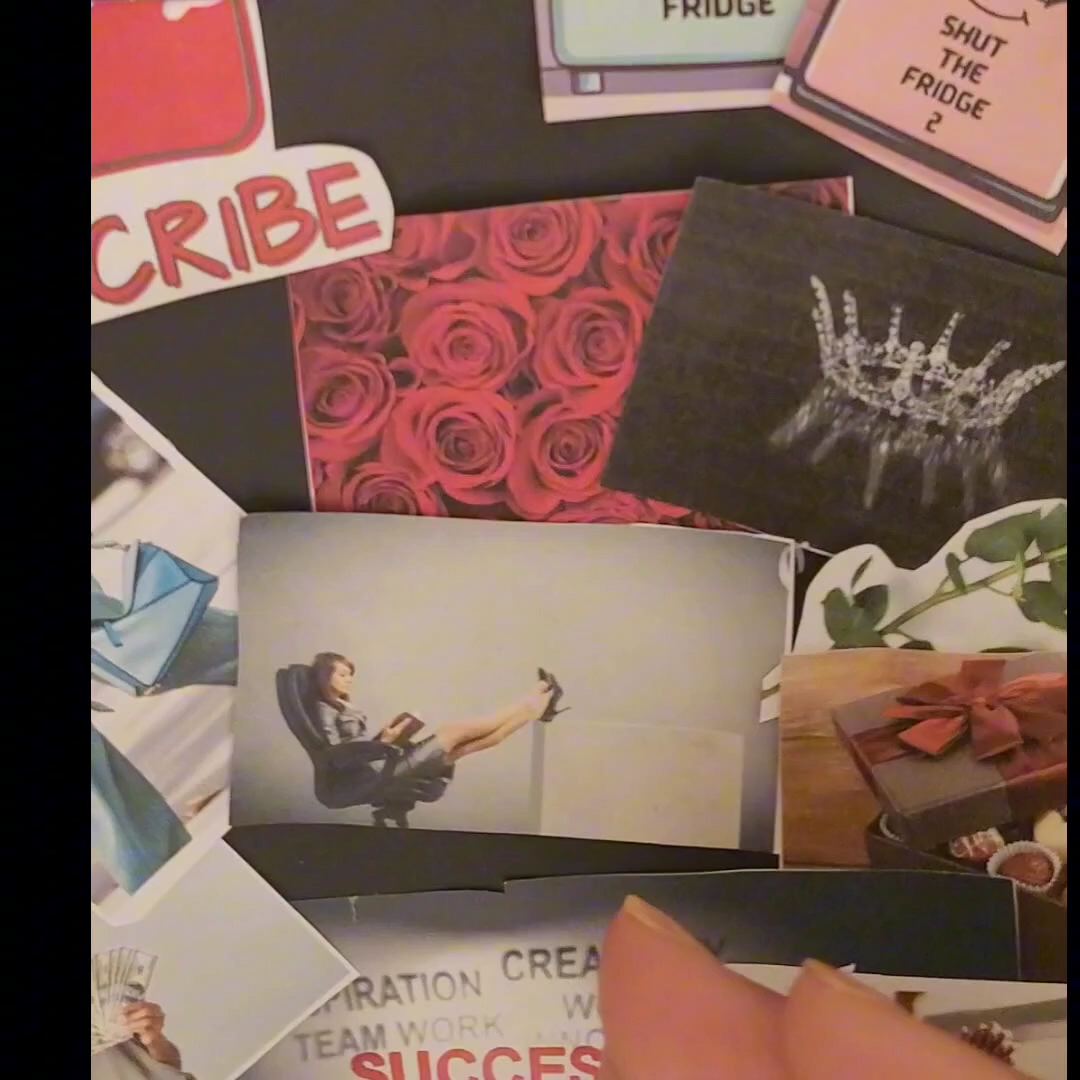 FRIDGE
SHUT
THE
FRIDGE
2
CRIBE
PIRATION
CREA
TEAM WORK
SUCCES